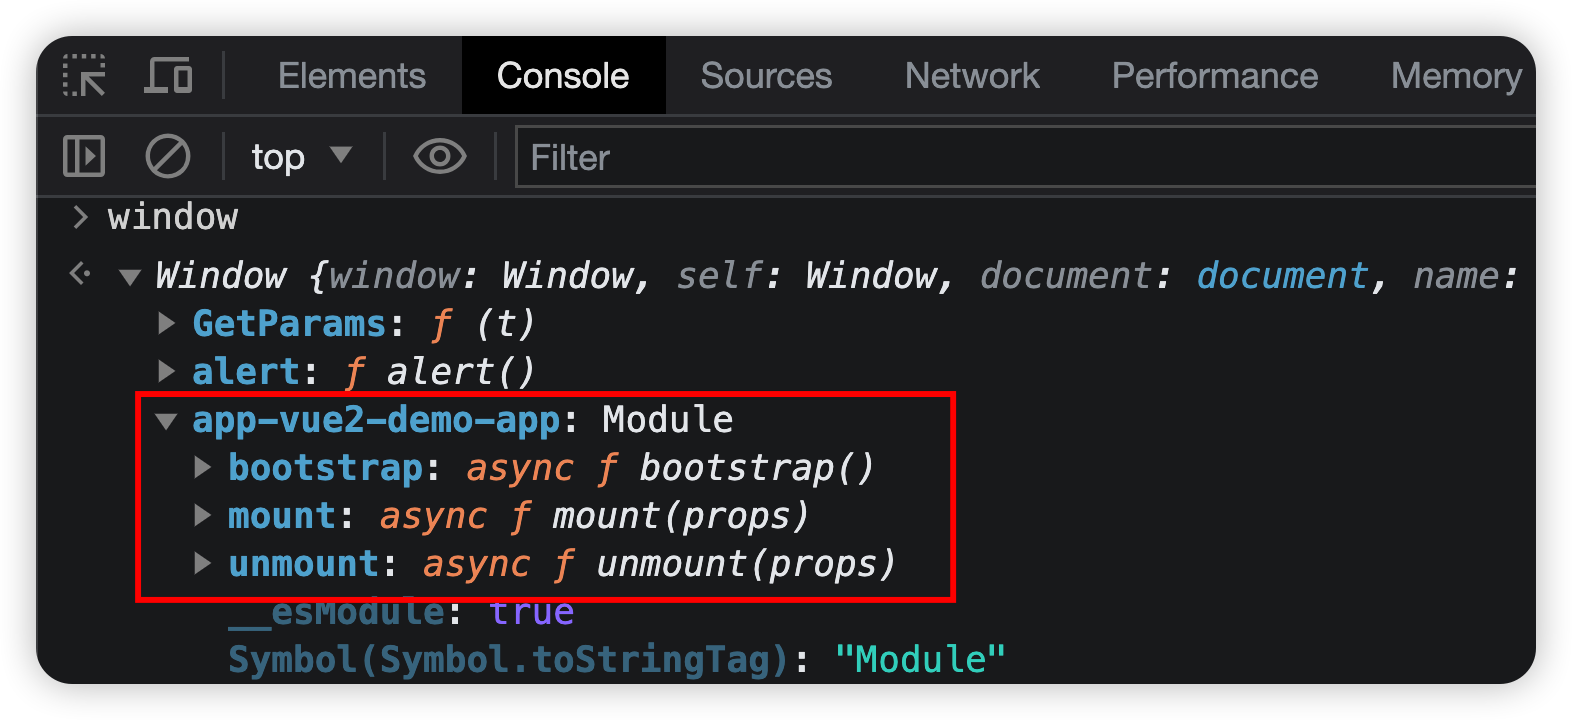 Elements Console Sources Network Performance Memory
top Filter
window
Window {window: Window, self: Window, document: document, name:
GetParams: ƒ (t)
alert: ƒ alert()
app-vue2-demo-app: Module
bootstrap: async ƒ bootstrap()
mount: async ƒ mount(props)
unmount: async ƒ unmount(props)
__esModule: true
Symbol(Symbol.toStringTag): "Module"